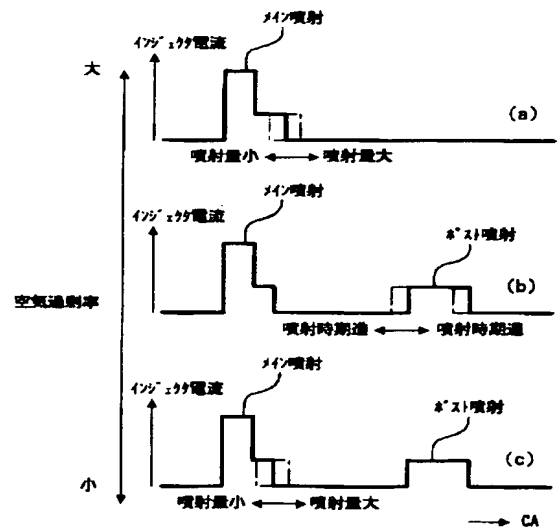 メイン噴射
インジェクタ電流
大
(a)
噴射量小 噴射量大
メイン噴射
インジェクタ電流
ポスト噴射
(b)
空気過剰率
噴射時期進 噴射時期遅
メイン噴射
インジェクタ電流
ポスト噴射
(c)
小
噴射量小 噴射量大
CA